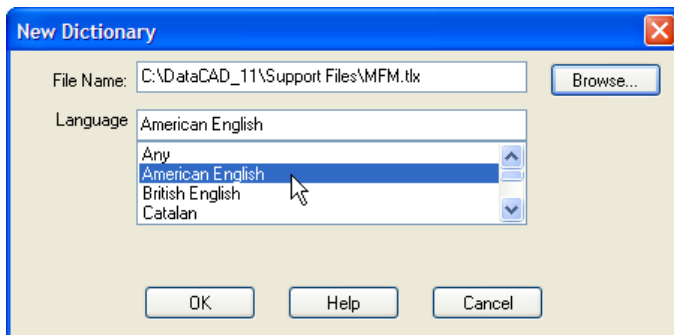 New Dictionary
File Name: C:\DataCAD_11\Support Files\MFM.tlx Browse...
Language American English
Any
American English
British English
Catalan
OK Help Cancel